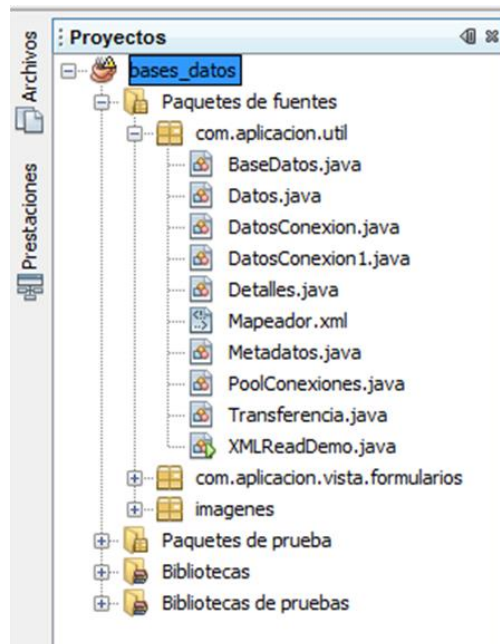 Archivos
Prestaciones
Proyectos
bases_datos
Paquetes de fuentes
com.aplicacion.util
BaseDatos.java
Datos.java
DatosConexion.java
DatosConexion1.java
Detalles.java
Mapeador.xml
Metadatos.java
PoolConexiones.java
Transferencia.java
XMLReadDemo.java
com.aplicacion.vista.formularios
imagenes
Paquetes de prueba
Bibliotecas
Bibliotecas de pruebas